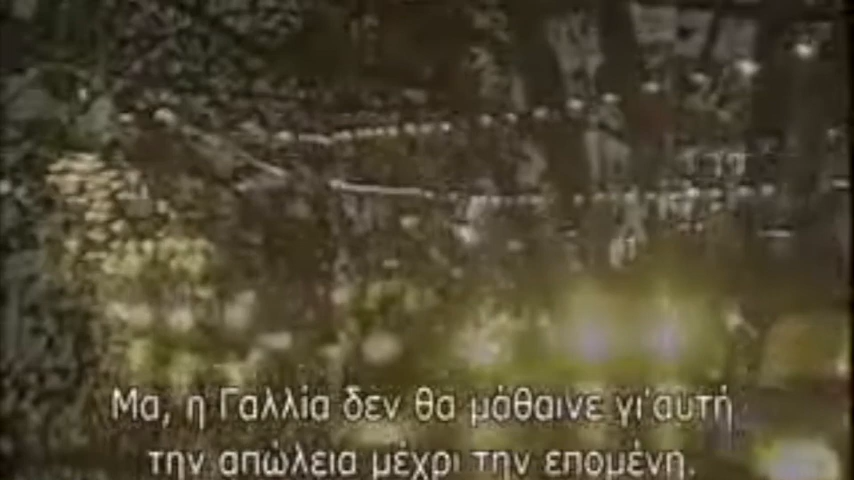 Μα, η Γαλλία δεν θα μάθαινε γι'αυτή
την απώλεια μέχρι την επομένη.